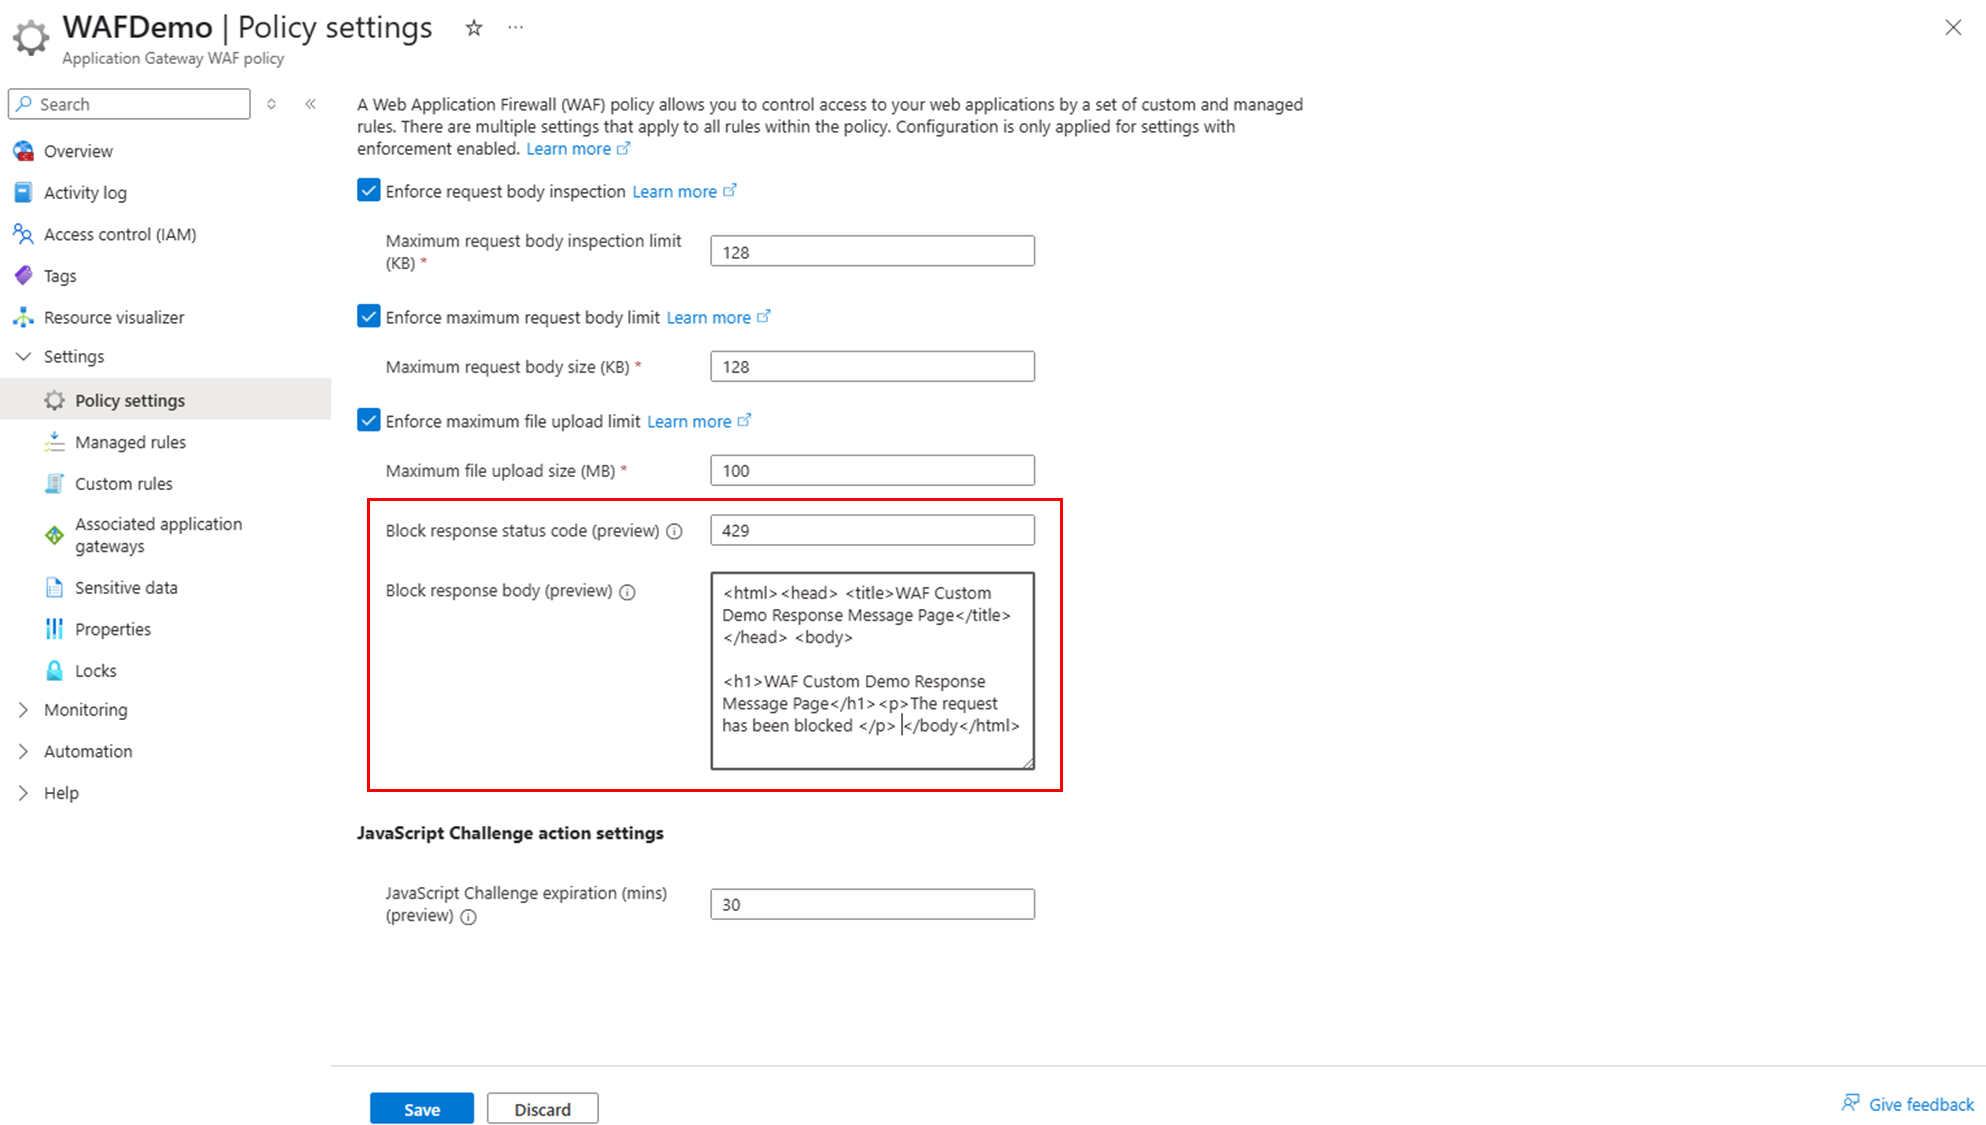 WAFDemo | Policy settings
Application Gateway WAF policy
Search
Overview
Activity log
Access control (IAM)
Tags
Resource visualizer
Settings
Policy settings
Managed rules
Custom rules
Associated application
gateways
Sensitive data
Properties
Locks
Monitoring
Automation
Help
A Web Application Firewall (WAF) policy allows you to control access to your web applications by a set of custom and managed
rules. There are multiple settings that apply to all rules within the policy. Configuration is only applied for settings with
enforcement enabled. Learn more
Enforce request body inspection Learn more
Maximum request body inspection limit
(KB) *
128
Enforce maximum request body limit Learn more
Maximum request body size (KB) *
128
Enforce maximum file upload limit Learn more
Maximum file upload size (MB) *
100
Block response status code (preview)
429
Block response body (preview)
<html><head> <title>WAF Custom
Demo Response Message Page</title>
</head> <body>
<h1>WAF Custom Demo Response
Message Page</h1><p>The request
has been blocked </p> </body</html>
JavaScript Challenge action settings
JavaScript Challenge expiration (mins)
(preview)
30
Save
Discard
Give feedback